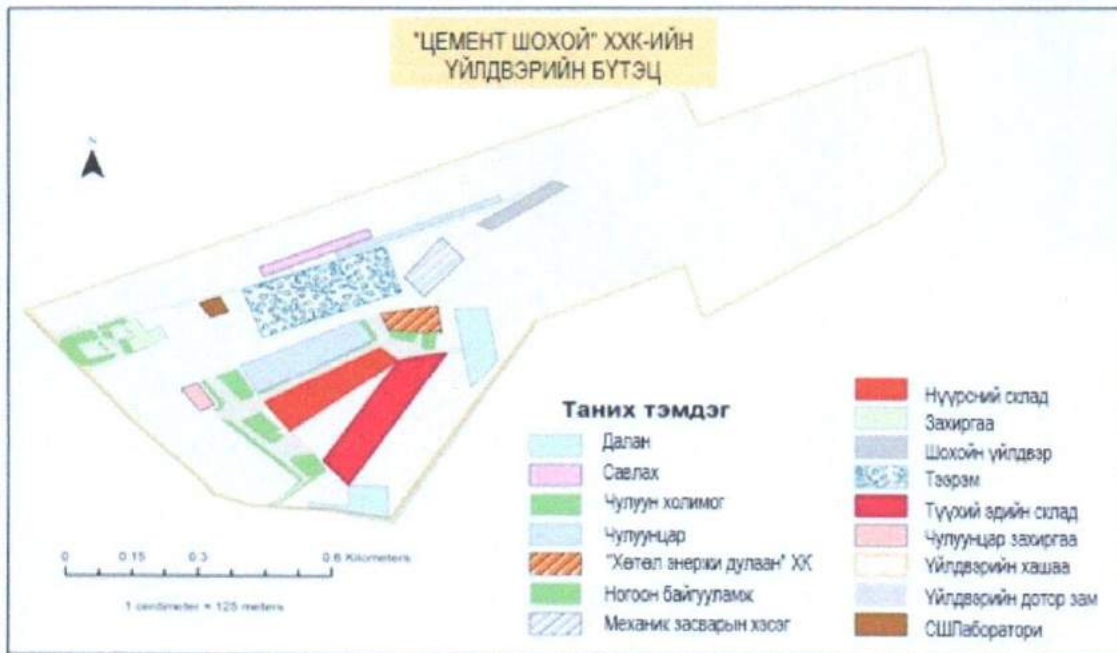 "ЦЕМЕНТ ШОХОЙ" ХХК-ИЙН
ҮЙЛДВЭРИЙН БҮТЭЦ
N
Таних тэмдэг
Далан
Савлах
Чулуун холимог
Чулуунцар
"Хөтөл энержи дулаан" ХК
Ногоон байгууламж
Механик засварын хэсэг
Нүүрсний склад
Захиргаа
Шохойн үйлдвэр
Тээрэм
Түүхий эдийн склад
Чулуунцар захиргаа
Үйлдвэрийн хашаа
Үйлдвэрийн дотор зам
СШЛаборатори
0 0.15 0.3 0.6 Kilometers
1 centimeter = 125 meters